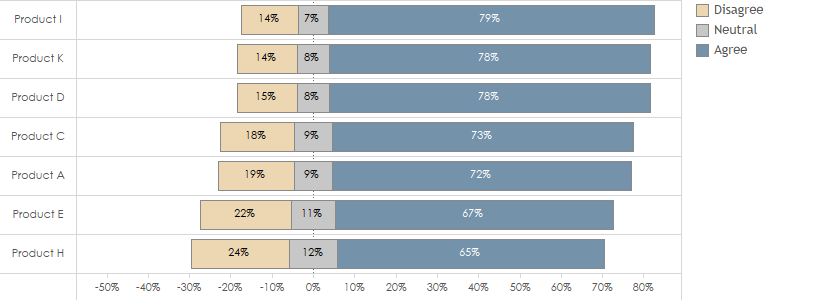 Product I 14% 7% 79%
Disagree
Neutral
Agree
Product K 14% 8% 78%
Product D 15% 8% 78%
Product C 18% 9% 73%
Product A 19% 9% 72%
Product E 22% 11% 67%
Product H 24% 12% 65%
-50% -40% -30% -20% -10% 0% 10% 20% 30% 40% 50% 60% 70% 80%